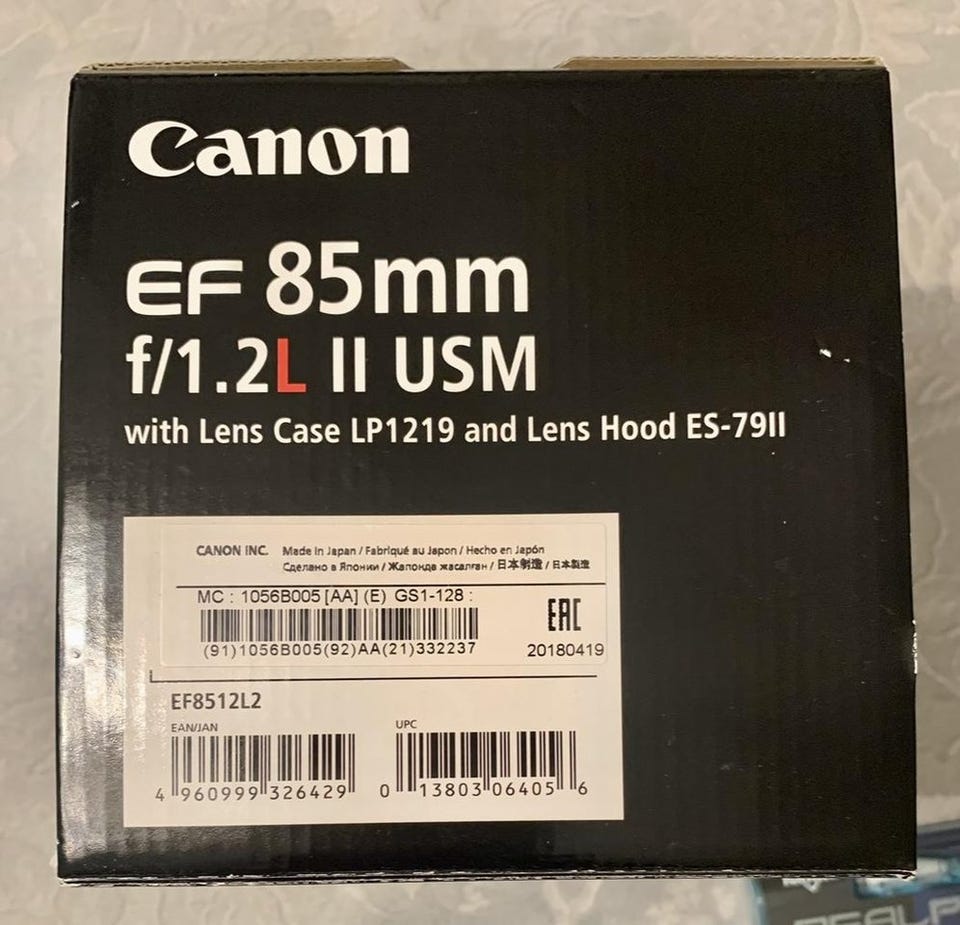 Canon
EF 85mm
f/1.2L II USM
with Lens Case LP1219 and Lens Hood ES-79II
CANON INC. Made in Japan / Fabriqué au Japon / Hecho en Japón
Сделано в Японии / Жапонода жасалған / 日本制造 / 日本製造
MC : 1056B005 [AA] (E) GS1-128 :
EAC
(91)1056B005(92)AA(21)332237
20180419
EF8512L2
EAN/JAN
UPC
4 960999 326429
0 13803 06405 6